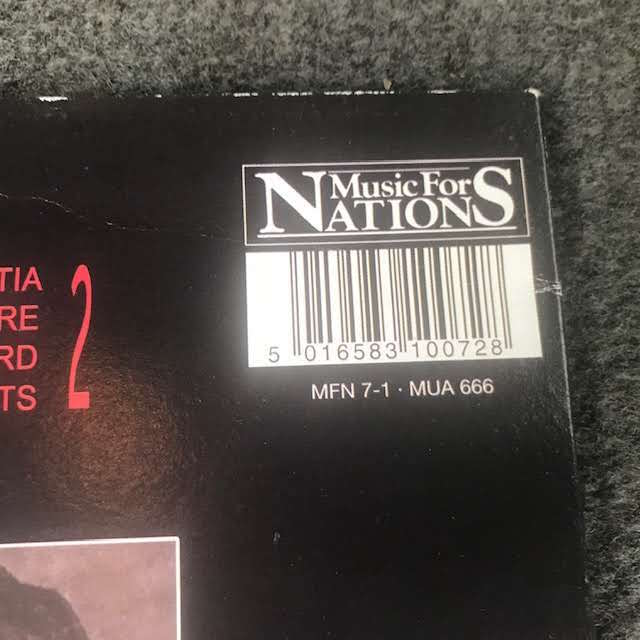 Music For
NATIONS
5 016583 100728
MFN 7-1 · MUA 666
TIA
RE
RD
TS
2